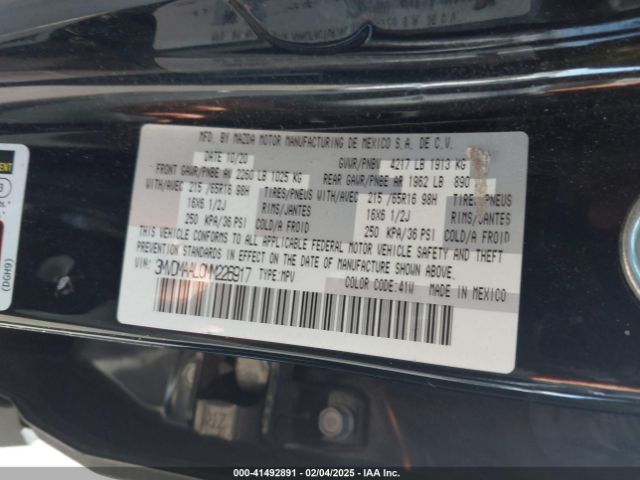 MFD. BY MAZDA MOTOR MANUFACTURING DE MEXICO S.A. DE C.V.
DATE 10/20 GVWR/PNBV 4217 LB 1913 KG
FRONT GAWR/PNBE AV 2260 LB 1025 KG REAR GAWR/PNBE AR 1962 LB 890
WITH/AVEC 215 /65R16 98H TIRES/PNEUS WITH/AVEC 215 /65R16 98H TIRES/PNEUS
16X6 1/2J RIMS/JANTES 16X6 1/2J RIMS/JANTES
250 KPA/36 PSI COLD/A FROID 250 KPA/36 PSI COLD/A FROID
THIS VEHICLE CONFORMS TO ALL APPLICABLE FEDERAL MOTOR VEHICLE SAFETY AND THEFT
PREVENTION STANDARDS IN EFFECT ON THE DATE OF MANUFACTURE SHOWN ABOVE.
VIN: TYPE:MPV COLOR CODE:41W MADE IN MEXICO
(DGH9)
000-41492891 - 02/04/2025 - IAA Inc.